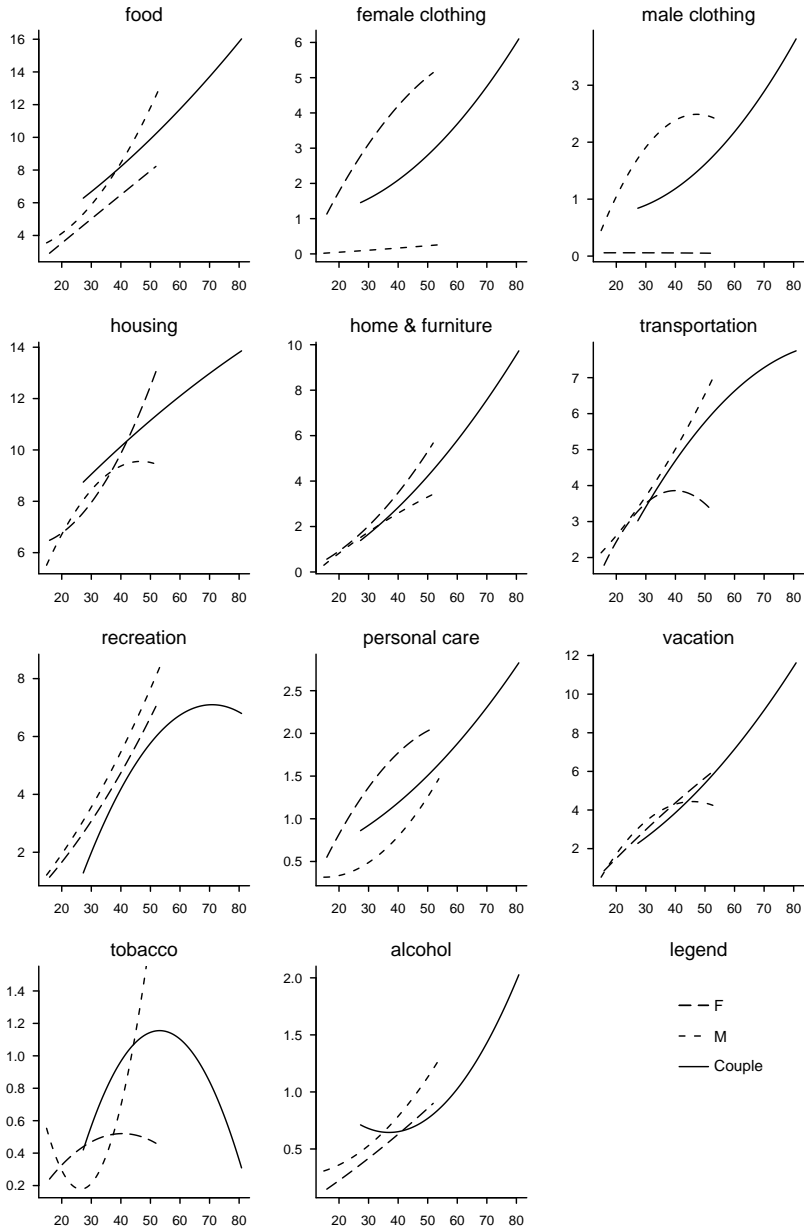 food
female clothing
male clothing
16
14
12
10
8
6
4
20 30 40 50 60 70 80
6
5
4
3
2
1
0
20 30 40 50 60 70 80
3
2
1
0
20 30 40 50 60 70 80
housing
home & furniture
transportation
14
12
10
8
6
20 30 40 50 60 70 80
10
8
6
4
2
0
20 30 40 50 60 70 80
7
6
5
4
3
2
20 30 40 50 60 70 80
recreation
personal care
vacation
8
6
4
2
20 30 40 50 60 70 80
2.5
2.0
1.5
1.0
0.5
20 30 40 50 60 70 80
12
10
8
6
4
2
20 30 40 50 60 70 80
tobacco
alcohol
legend
1.4
1.2
1.0
0.8
0.6
0.4
0.2
20 30 40 50 60 70 80
2.0
1.5
1.0
0.5
20 30 40 50 60 70 80
F
M
Couple